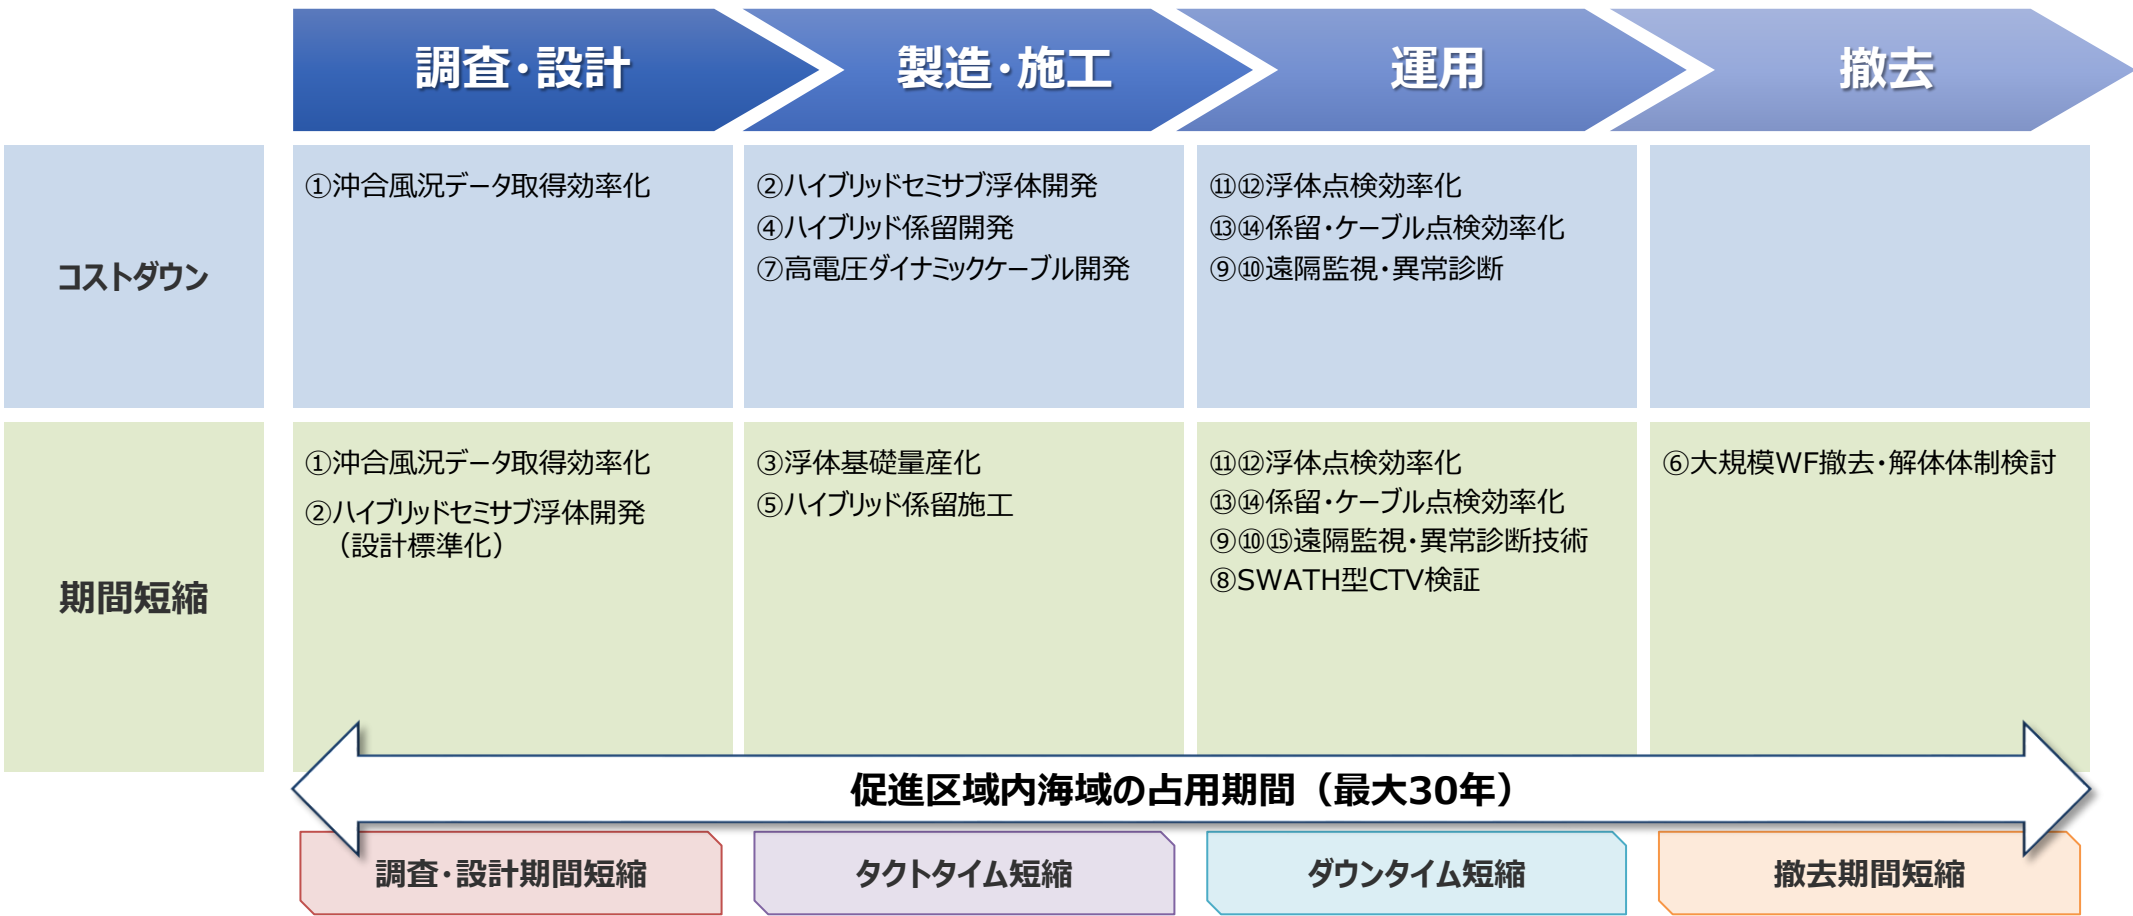 調査・設計
製造・施工
運用
撤去
コストダウン
①沖合風況データ取得効率化
②ハイブリッドセミサブ浮体開発
④ハイブリッド係留開発
⑦高電圧ダイナミックケーブル開発
⑪⑫浮体点検効率化
⑬⑭係留・ケーブル点検効率化
⑨⑩遠隔監視・異常診断
期間短縮
①沖合風況データ取得効率化
②ハイブリッドセミサブ浮体開発
（設計標準化）
③浮体基礎量産化
⑤ハイブリッド係留施工
⑪⑫浮体点検効率化
⑬⑭係留・ケーブル点検効率化
⑨⑩⑮遠隔監視・異常診断技術
⑧SWATH型CTV検証
⑥大規模WF撤去・解体体制検討
促進区域内海域の占用期間（最大30年）
調査・設計期間短縮
タクトタイム短縮
ダウンタイム短縮
撤去期間短縮